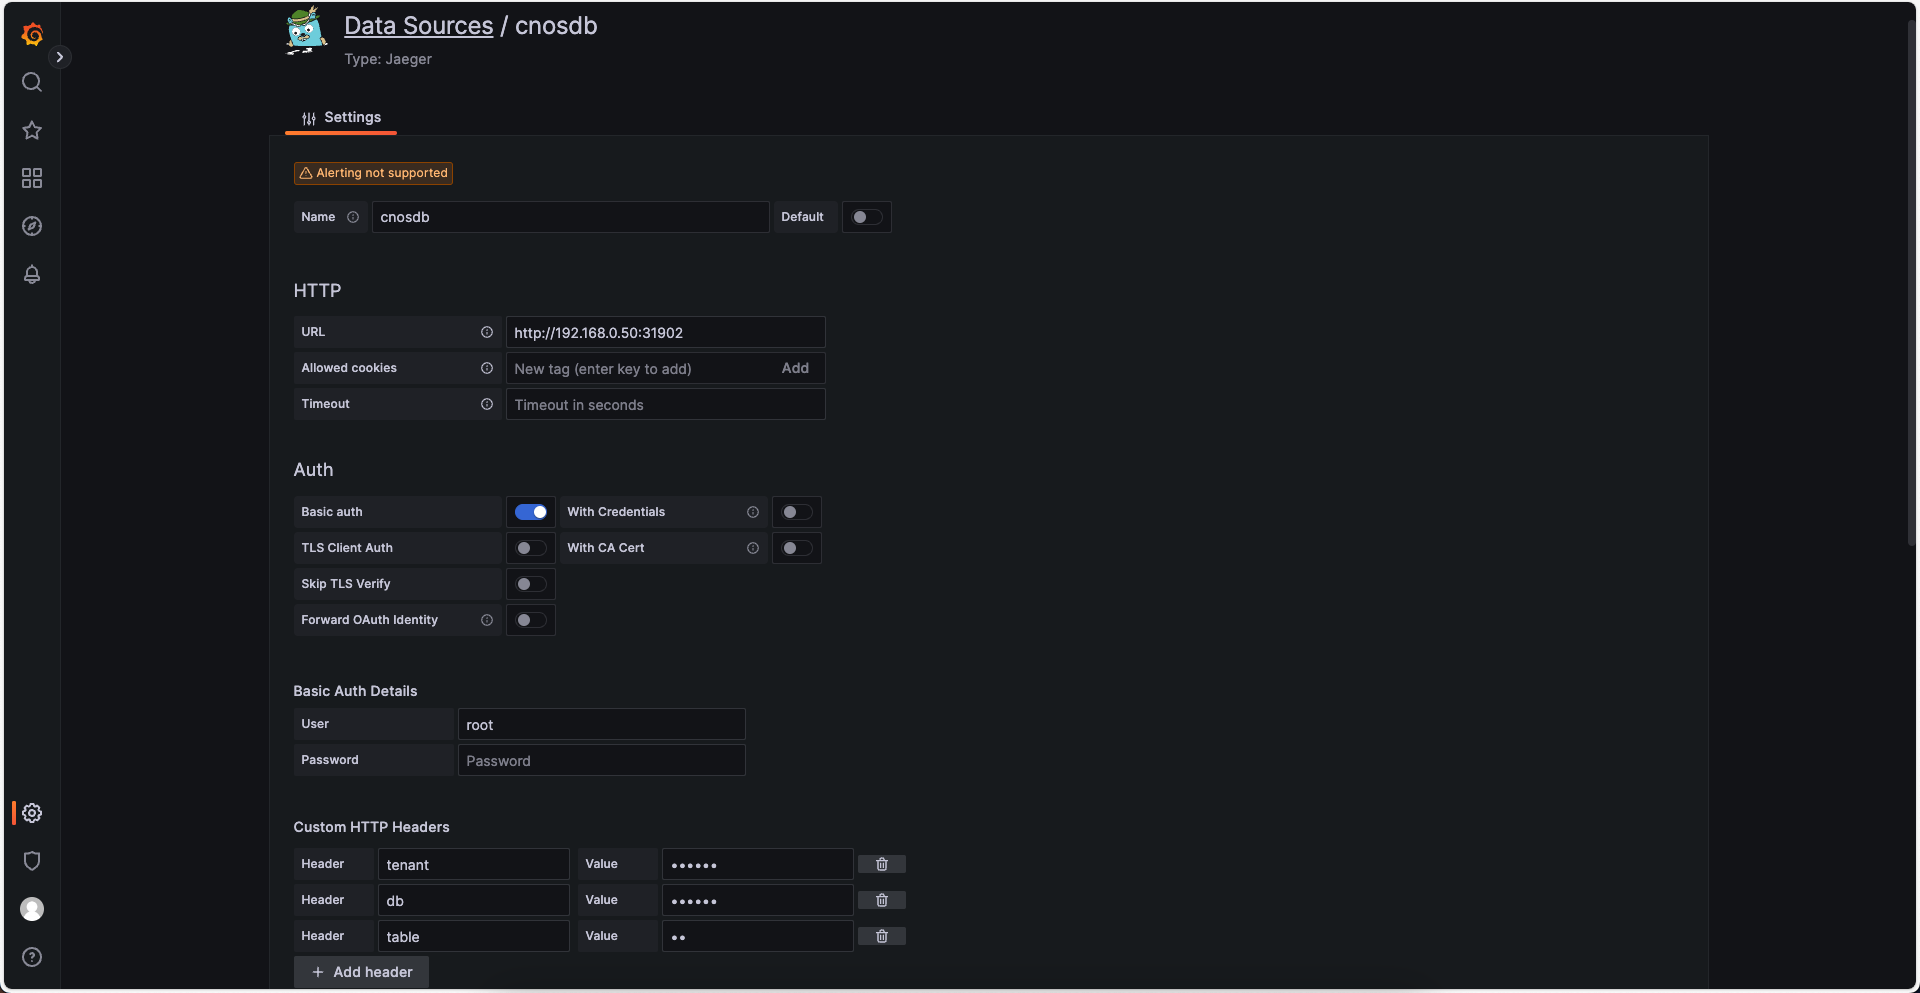 Data Sources / cnosdb
Type: Jaeger
Settings
Alerting not supported
Name cnosdb Default
HTTP
URL http://192.168.0.50:31902
Allowed cookies New tag (enter key to add) Add
Timeout Timeout in seconds
Auth
Basic auth With Credentials
TLS Client Auth With CA Cert
Skip TLS Verify
Forward OAuth Identity
Basic Auth Details
User root
Password Password
Custom HTTP Headers
Header tenant Value ••••••
Header db Value ••••••
Header table Value ••
+ Add header